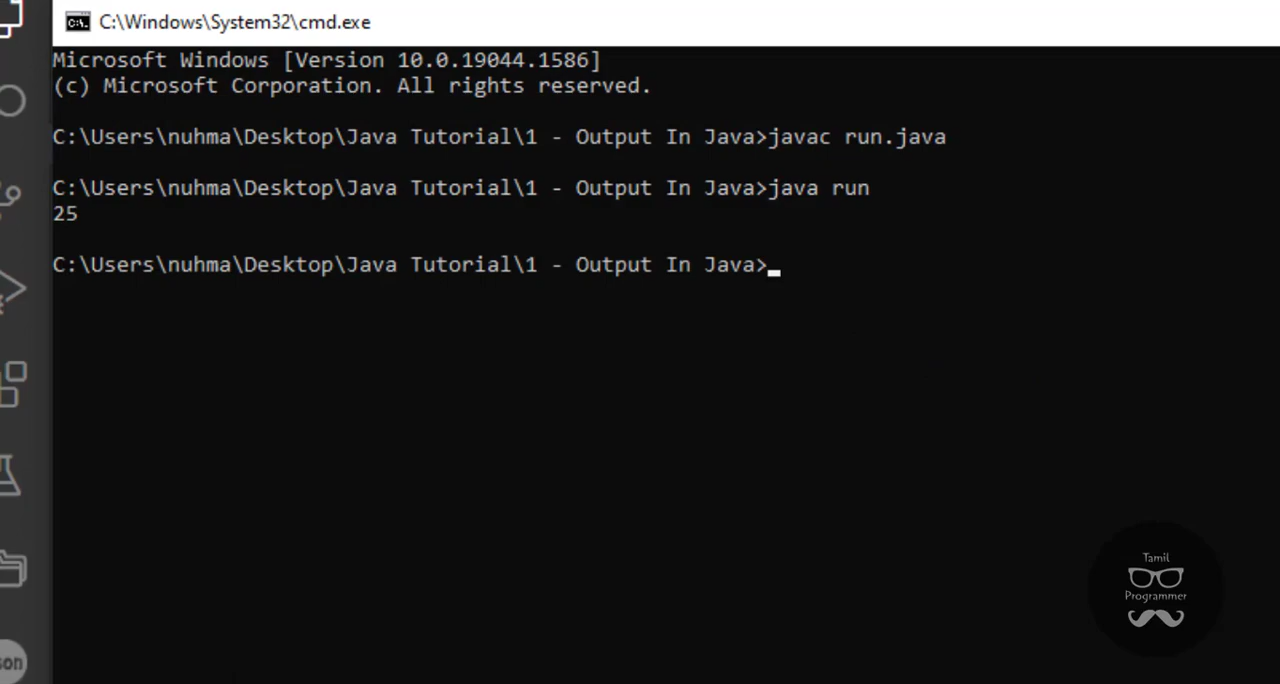 C:\Windows\System32\cmd.exe
Microsoft Windows [Version 10.0.19044.1586]
(c) Microsoft Corporation. All rights reserved.
C:\Users\nuhma\Desktop\Java Tutorial\1 - Output In Java>javac run.java
C:\Users\nuhma\Desktop\Java Tutorial\1 - Output In Java>java run
25
C:\Users\nuhma\Desktop\Java Tutorial\1 - Output In Java>
Tamil
Programmer
son